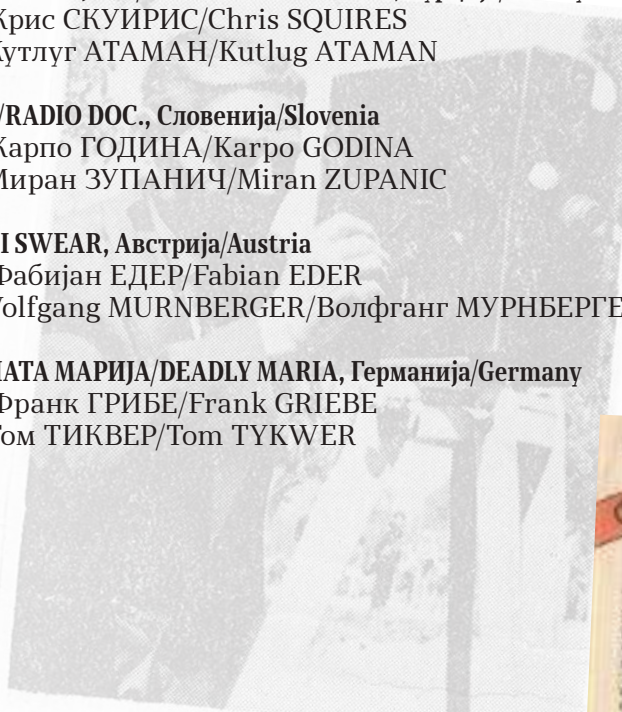 Крис СКУИРИС/Chris SQUIRES
Кутлуг АТАМАН/Kutlug ATAMAN
/RADIO DOC., Словенија/Slovenia
Карпо ГОДИНА/Karpo GODINA
Миран ЗУПАНИЧ/Miran ZUPANIC
I SWEAR, Австрија/Austria
Фабијан ЕДЕР/Fabian EDER
Wolfgang MURNBERGER/Волфганг МУРНБЕРГЕ
НАТА МАРИЈА/DEADLY MARIA, Германија/Germany
Франк ГРИБЕ/Frank GRIEBE
Том ТИКВЕР/Tom TYKWER